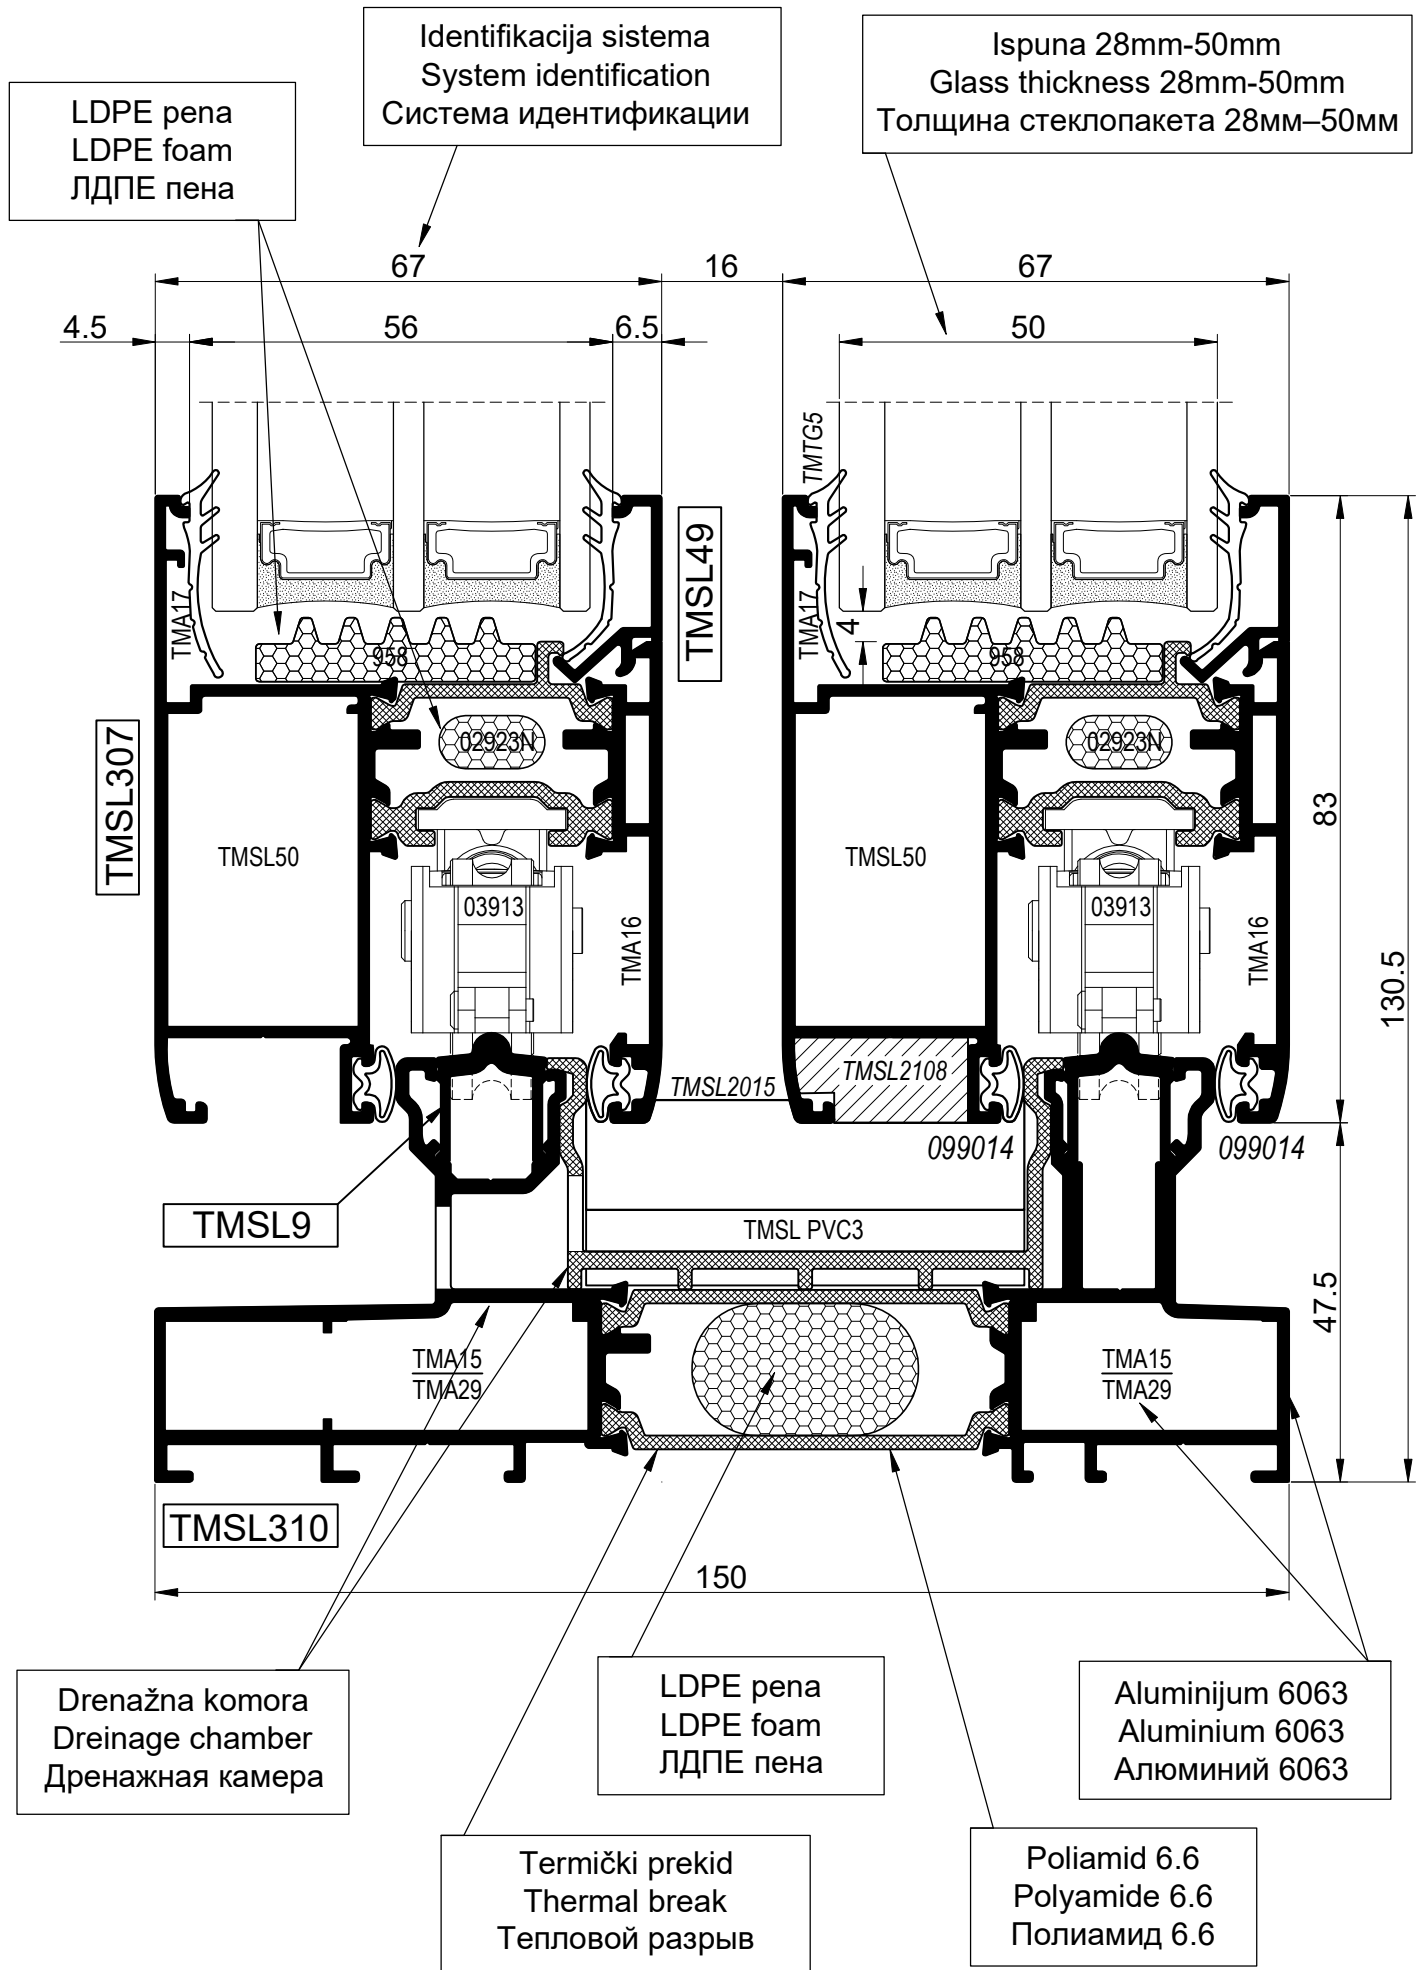 Identifikacija sistema
System identification
Система идентификации
Ispuna 28mm-50mm
Glass thickness 28mm-50mm
Толщина стеклопакета 28мм–50мм
LDPE pena
LDPE foam
ЛДПЕ пена
67
16
67
4.5
56
6.5
50
TMTG5
TMA17
TMSL49
TMA17
4
958
958
02923N
02923N
TMSL307
83
TMSL50
TMSL50
03913
03913
TMA16
TMA16
130.5
TMSL2015
TMSL2108
099014
099014
TMSL9
TMSL PVC3
47.5
TMA15
TMA29
TMA15
TMA29
TMSL310
150
Drenažna komora
Dreinage chamber
Дренажная камера
LDPE pena
LDPE foam
ЛДПЕ пена
Aluminijum 6063
Aluminium 6063
Алюминий 6063
Termički prekid
Thermal break
Тепловой разрыв
Poliamid 6.6
Polyamide 6.6
Полиамид 6.6